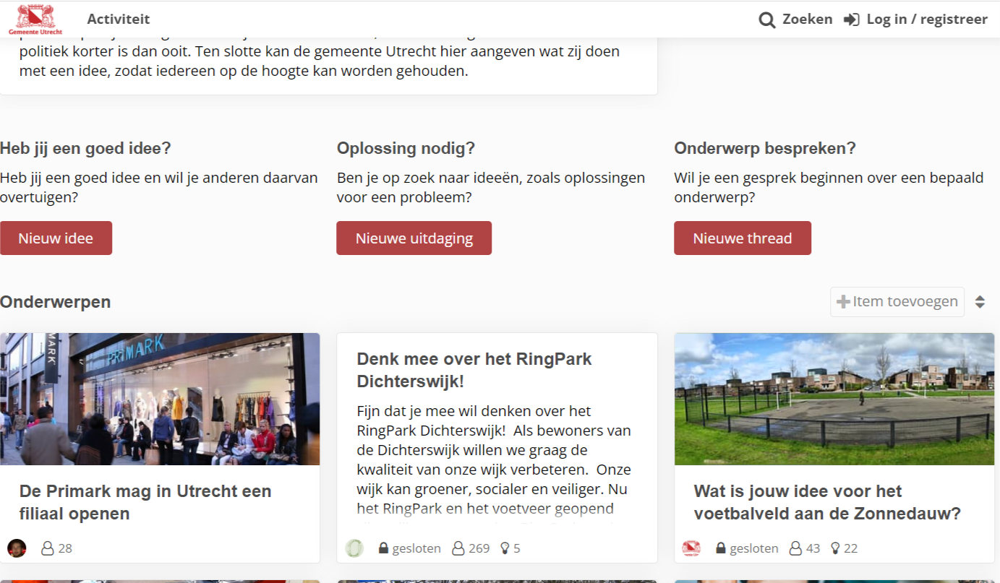 Gemeente Utrecht
Activiteit
Zoeken
Log in / registreer
politiek korter is dan ooit. Ten slotte kan de gemeente Utrecht hier aangeven wat zij doen
met een idee, zodat iedereen op de hoogte kan worden gehouden.
Heb jij een goed idee?
Heb jij een goed idee en wil je anderen daarvan
overtuigen?
Nieuw idee
Oplossing nodig?
Ben je op zoek naar ideeën, zoals oplossingen
voor een probleem?
Nieuwe uitdaging
Onderwerp bespreken?
Wil je een gesprek beginnen over een bepaald
onderwerp?
Nieuwe thread
Onderwerpen
Item toevoegen
MARK
PRIMARK
De Primark mag in Utrecht een
filiaal openen
28
Denk mee over het RingPark
Dichterswijk!
Fijn dat je mee wil denken over het
RingPark Dichterswijk!  Als bewoners van
de Dichterswijk willen we graag de
kwaliteit van onze wijk verbeteren.  Onze
wijk kan groener, socialer en veiliger. Nu
het RingPark en het voetveer geopend
gesloten 269 5
Wat is jouw idee voor het
voetbalveld aan de Zonnedauw?
gesloten 43 22